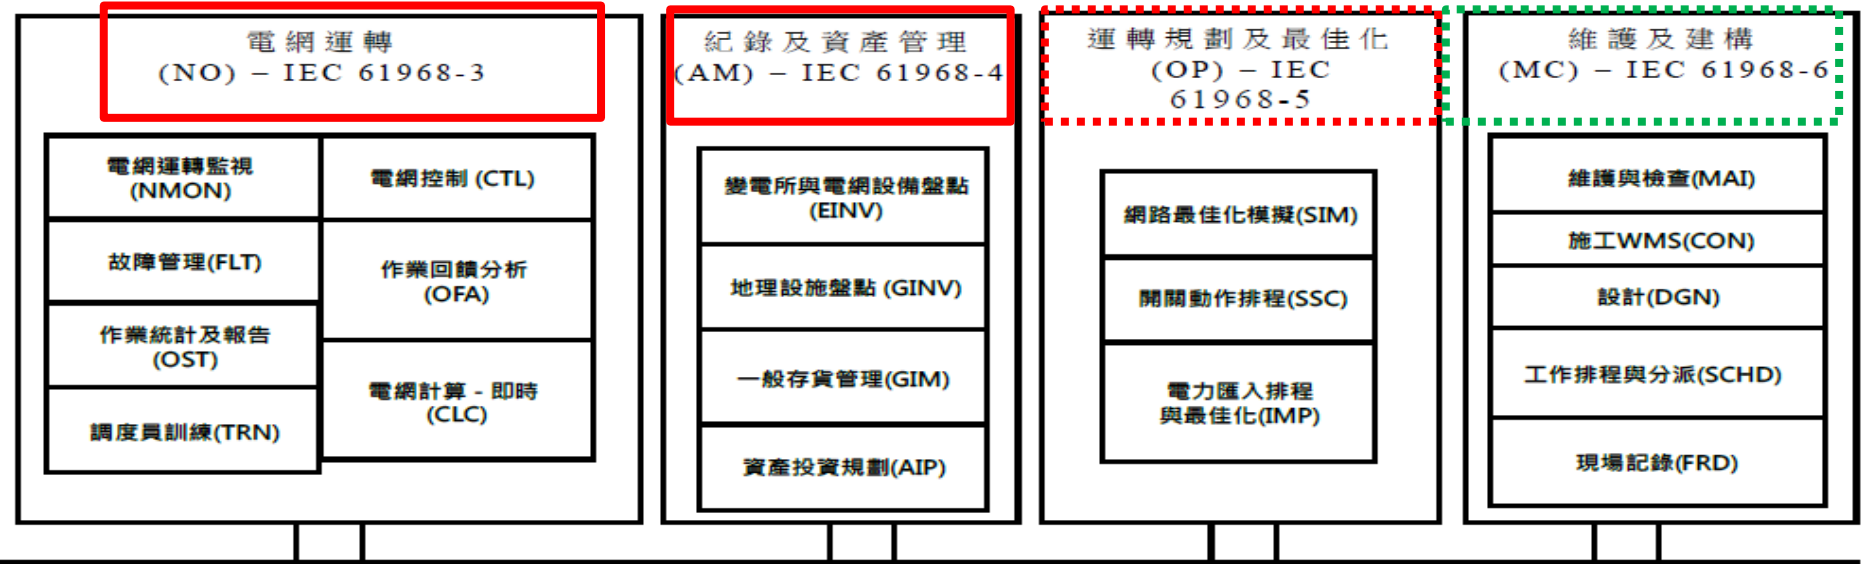 電網運轉
(NO) – IEC 61968-3
電網運轉監視
(NMON)
故障管理(FLT)
作業統計及報告
(OST)
調度員訓練(TRN)
電網控制 (CTL)
作業回饋分析
(OFA)
電網計算 - 即時
(CLC)
紀錄及資產管理
(AM) – IEC 61968-4
變電所與電網設備盤點
(EINV)
地理設施盤點 (GINV)
一般存貨管理(GIM)
資產投資規劃(AIP)
運轉規劃及最佳化
(OP) – IEC
61968-5
網路最佳化模擬(SIM)
開關動作排程(SSC)
電力匯入排程
與最佳化(IMP)
維護及建構
(MC) – IEC 61968-6
維護與檢查(MAI)
施工WMS(CON)
設計(DGN)
工作排程與分派(SCHD)
現場記錄(FRD)